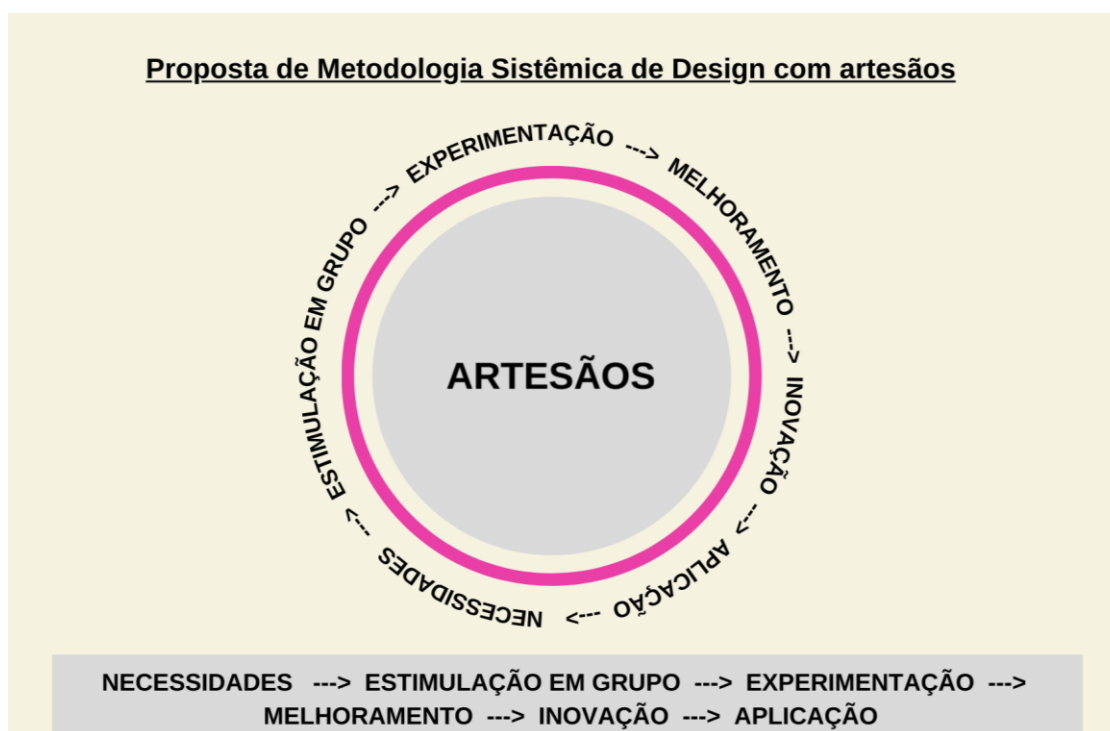 Proposta de Metodologia Sistêmica de Design com artesãos
NECESSIDADES ---> ESTIMULAÇÃO EM GRUPO ---> EXPERIMENTAÇÃO ---> MELHORAMENTO ---> INOVAÇÃO ---> APLICAÇÃO --->
ARTESÃOS
NECESSIDADES ---> ESTIMULAÇÃO EM GRUPO ---> EXPERIMENTAÇÃO --->
MELHORAMENTO ---> INOVAÇÃO ---> APLICAÇÃO